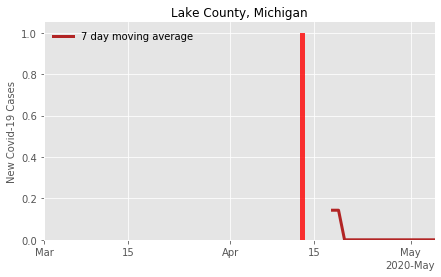 Lake County, Michigan
7 day moving average
New Covid-19 Cases
1.0
0.8
0.6
0.4
0.2
0.0
Mar 15 Apr 15 May
2020-May